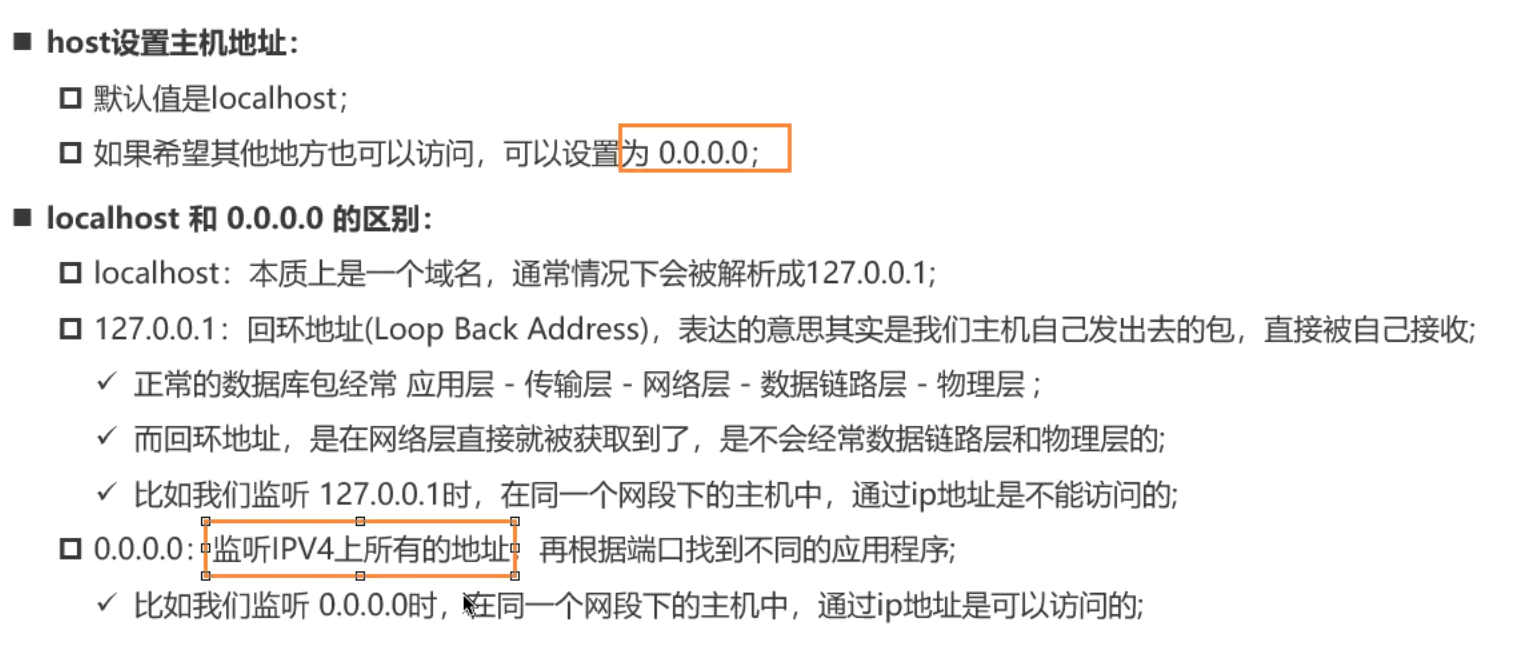 host设置主机地址：
默认值是localhost；
如果希望其他地方也可以访问，可以设置为 0.0.0.0；
localhost 和 0.0.0.0 的区别：
localhost：本质上是一个域名，通常情况下会被解析成127.0.0.1;
127.0.0.1：回环地址(Loop Back Address)，表达的意思其实是我们主机自己发出去的包，直接被自己接收;
正常的数据库包经常 应用层 - 传输层 - 网络层 - 数据链路层 - 物理层 ;
而回环地址，是在网络层直接就被获取到了，是不会经常数据链路层和物理层的;
比如我们监听 127.0.0.1时，在同一个网段下的主机中，通过ip地址是不能访问的;
0.0.0.0：监听IPV4上所有的地址，再根据端口找到不同的应用程序;
比如我们监听 0.0.0.0时，在同一个网段下的主机中，通过ip地址是可以访问的;